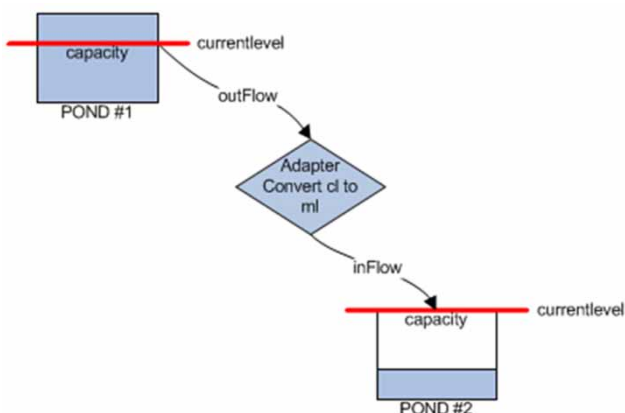 currentlevel
capacity
POND #1
outFlow
Adapter
Convert cl to
ml
inFlow
currentlevel
capacity
POND #2